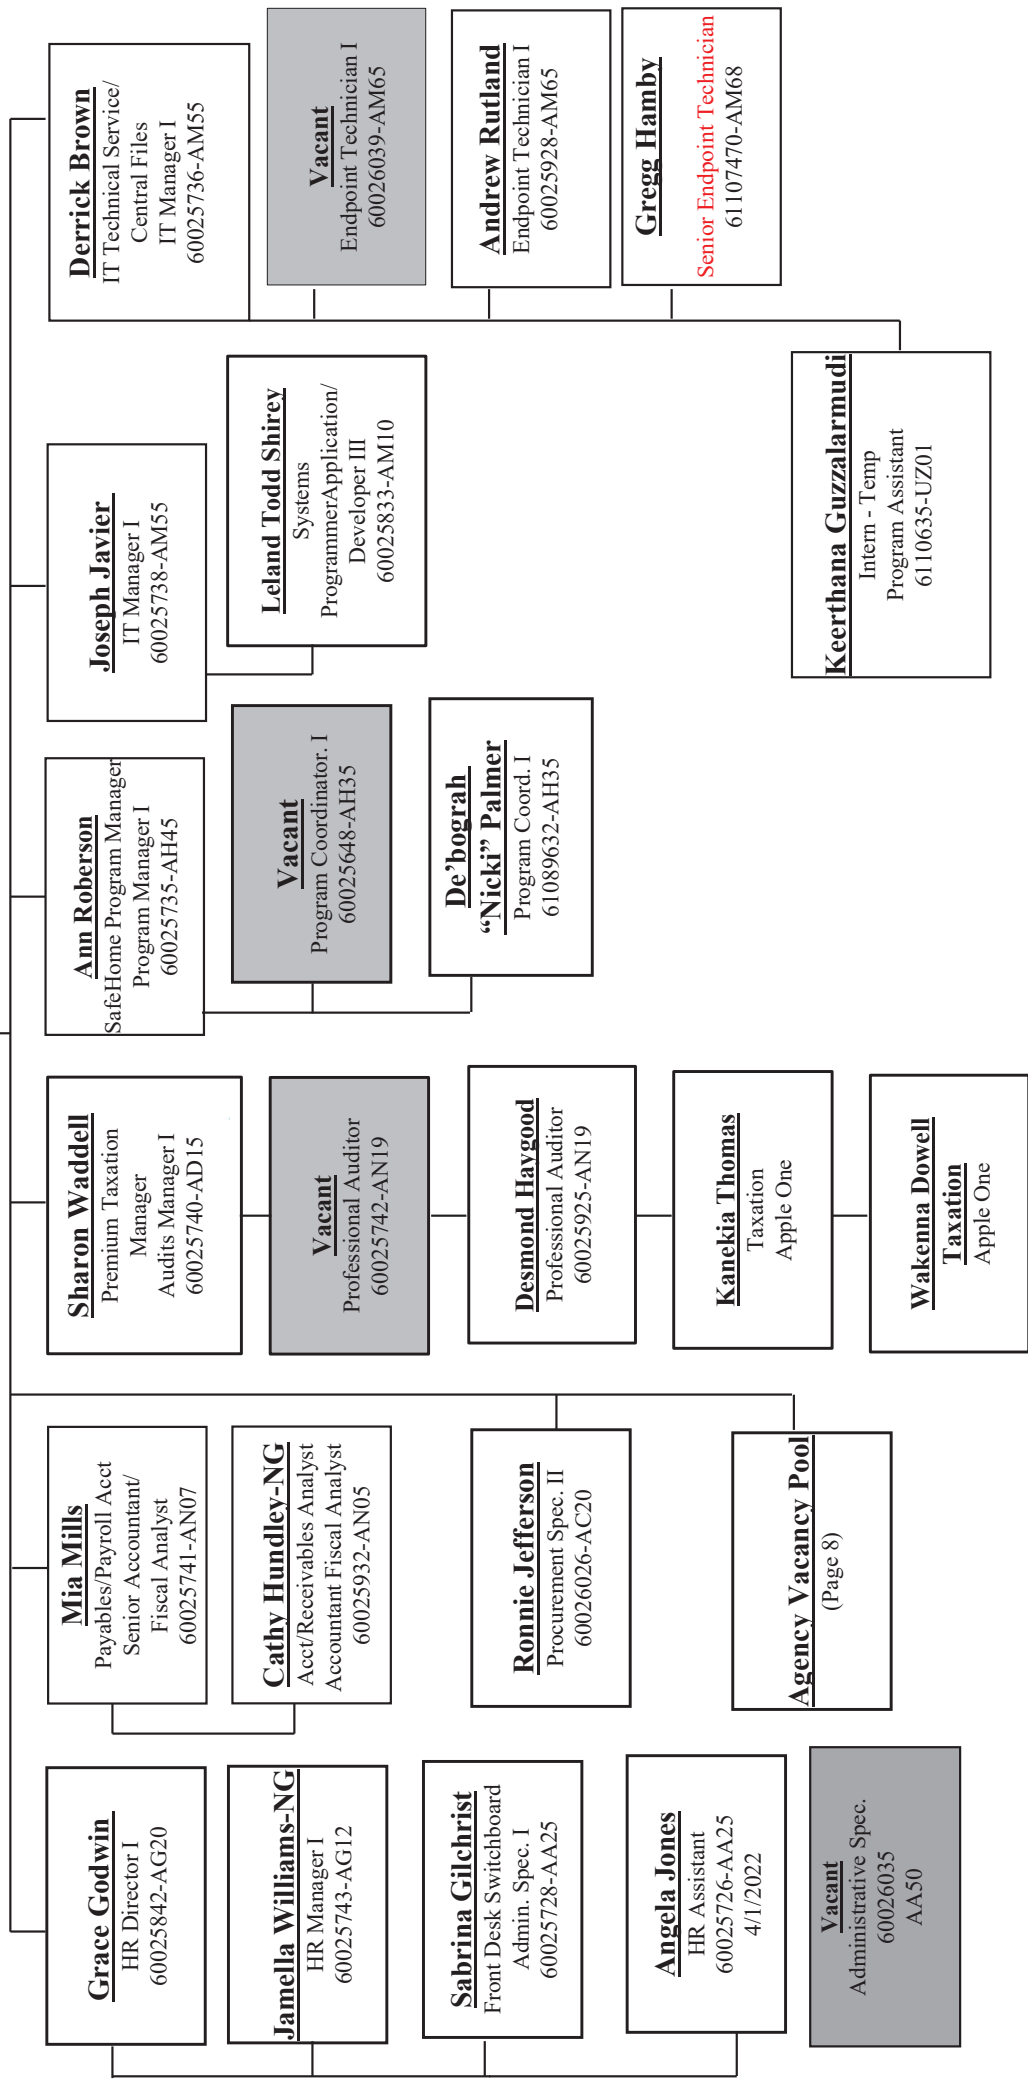 Grace Godwin
HR Director I
60025842-AG20
Jamella Williams-NG
HR Manager I
60025743-AG12
Sabrina Gilchrist
Front Desk Switchboard
Admin. Spec. I
60025728-AA25
Angela Jones
HR Assistant
60025726-AA25
4/1/2022
Vacant
Administrative Spec.
60026035
AA50
Mia Mills
Payables/Payroll Acct
Senior Accountant/
Fiscal Analyst
60025741-AN07
Cathy Hundley-NG
Acct/Receivables Analyst
Accountant Fiscal Analyst
60025932-AN05
Ronnie Jefferson
Procurement Spec. II
60026026-AC20
Agency Vacancy Pool
(Page 8)
Sharon Waddell
Premium Taxation
Manager
Audits Manager I
60025740-AD15
Vacant
Professional Auditor
60025742-AN19
Desmond Haygood
Professional Auditor
60025925-AN19
Kanekia Thomas
Taxation
Apple One
Wakenna Dowell
Taxation
Apple One
Ann Roberson
SafeHome Program Manager
Program Manager I
60025735-AH45
Vacant
Program Coordinator. I
60025648-AH35
De’bograh
“Nicki” Palmer
Program Coord. I
61089632-AH35
Joseph Javier
IT Manager I
60025738-AM55
Leland Todd Shirey
Systems
ProgrammerApplication/
Developer III
60025833-AM10
Derrick Brown
IT Technical Service/
Central Files
IT Manager I
60025736-AM55
Vacant
Endpoint Technician I
60026039-AM65
Andrew Rutland
Endpoint Technician I
60025928-AM65
Gregg Hamby
Senior Endpoint Technician
61107470-AM68
Keerthana Guzzalarmudi
Intern - Temp
Program Assistant
6110635-UZ01